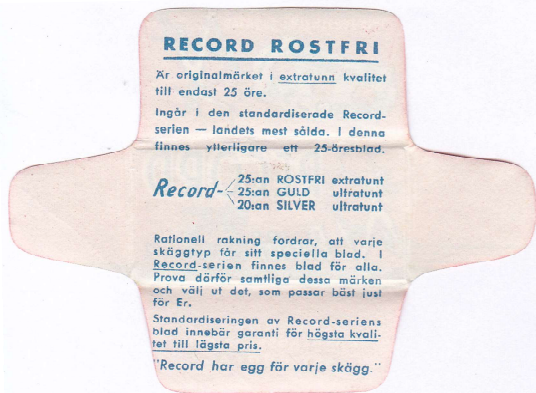 RECORD ROSTFRI
Är originalmärket i extratunn kvalitet
till endast 25 öre.
Ingår i den standardiserade Record-
serien — landets mest sålda. I denna
finnes ytterligare ett 25-öresblad.
Record-
25:an ROSTFRI extratunt
25:an GULD ultratunt
20:an SILVER ultratunt
Rationell rakning fordrar, att varje
skäggtyp får sitt speciella blad. I
Record-serien finnes blad för alla.
Prova därför samtliga dessa märken
och välj ut det, som passar bäst just
för Er.
Standardiseringen av Record-seriens
blad innebär garanti för högsta kvali-
tet till lägsta pris.
"Record har egg för varje skägg."